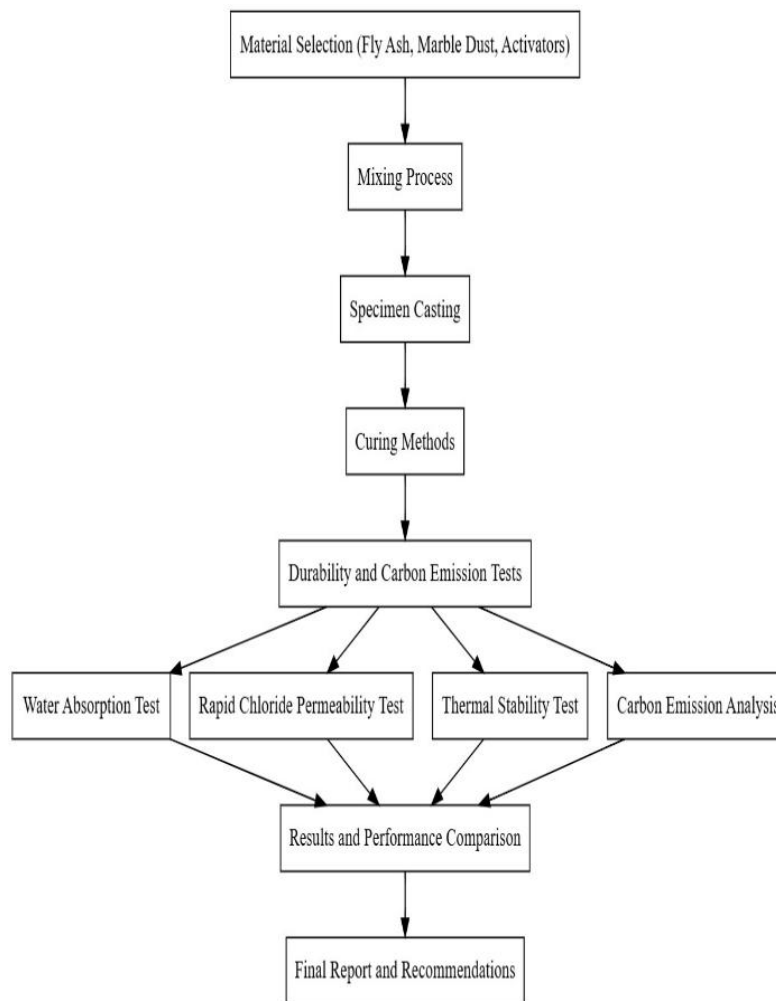 Material Selection (Fly Ash, Marble Dust, Activators)
Mixing Process
Specimen Casting
Curing Methods
Durability and Carbon Emission Tests
Water Absorption Test
Rapid Chloride Permeability Test
Thermal Stability Test
Carbon Emission Analysis
Results and Performance Comparison
Final Report and Recommendations